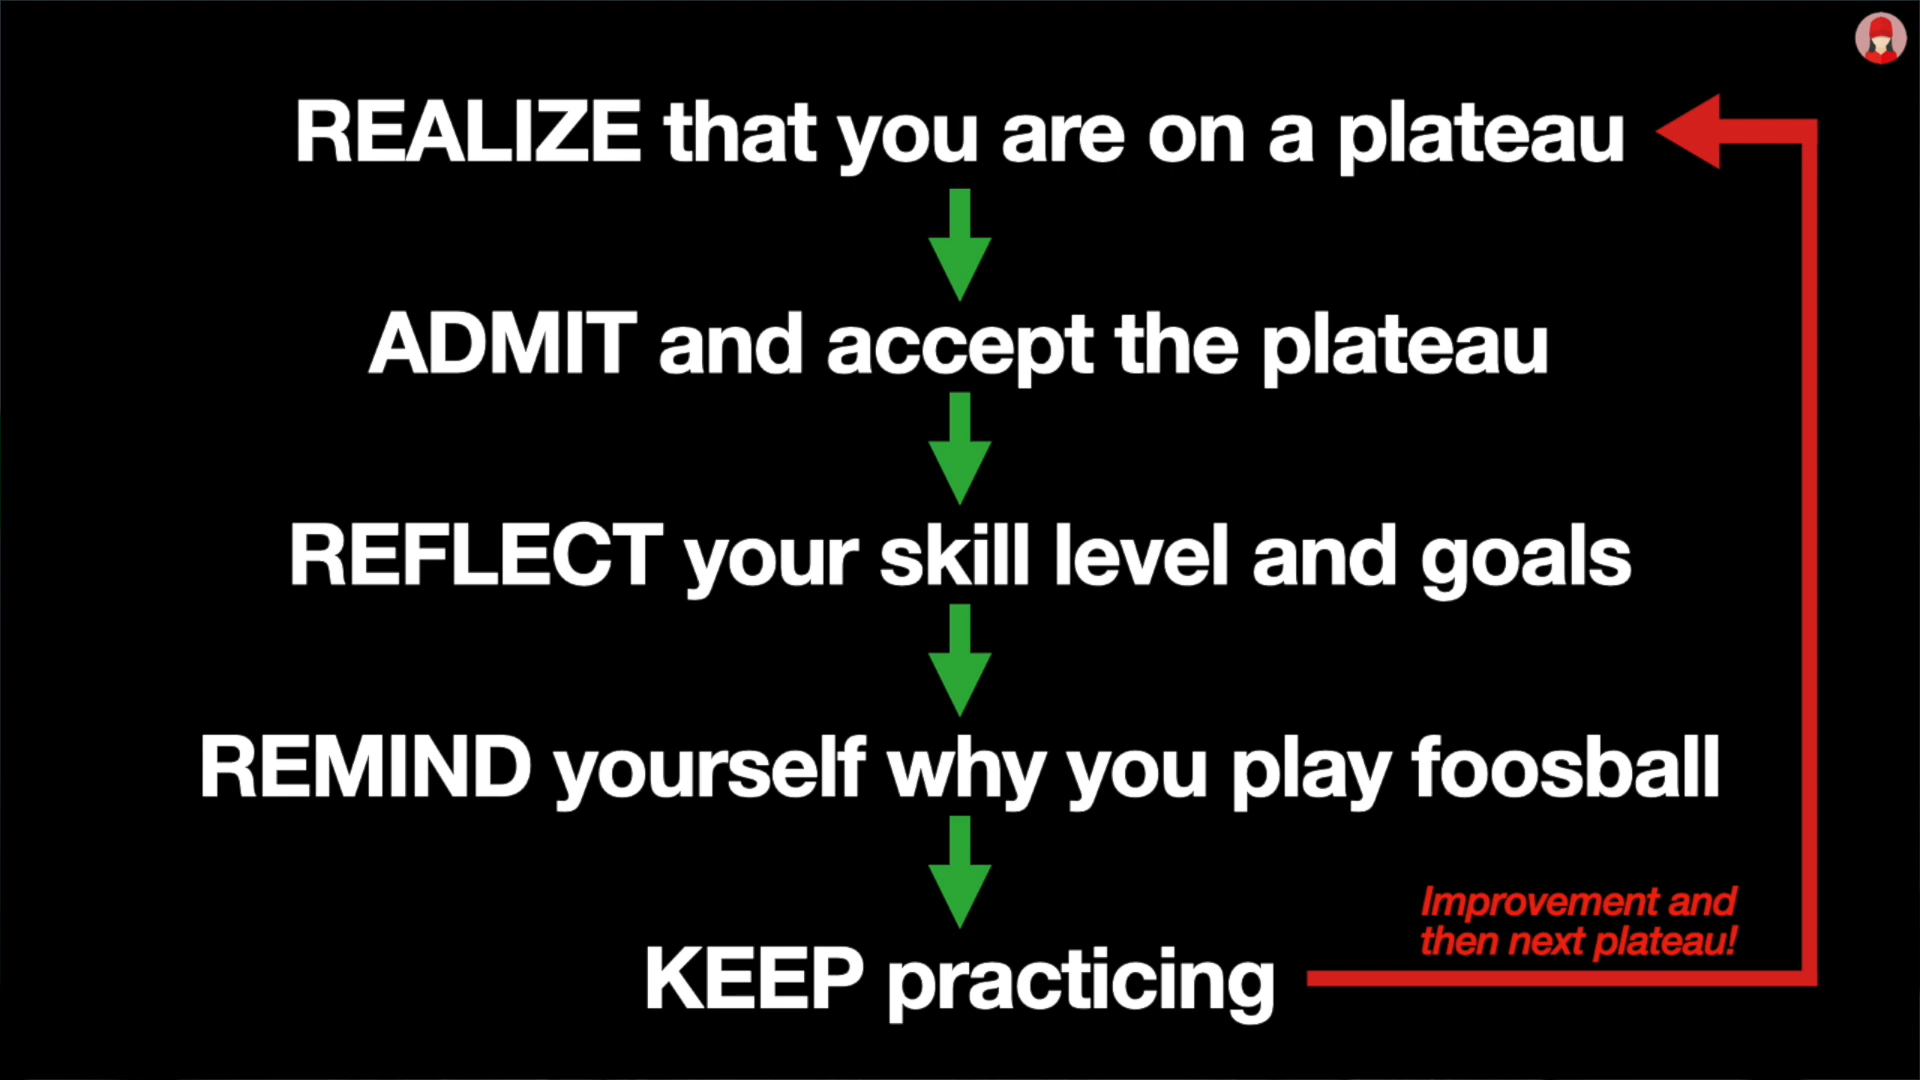 REALIZE that you are on a plateau
ADMIT and accept the plateau
REFLECT your skill level and goals
REMIND yourself why you play foosball
KEEP practicing
Improvement and
then next plateau!